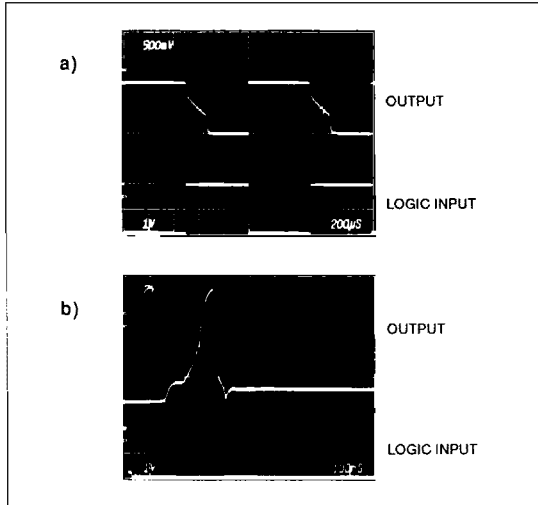 500mV
a)
OUTPUT
LOGIC INPUT
1V 200µS
b)
OUTPUT
LOGIC INPUT